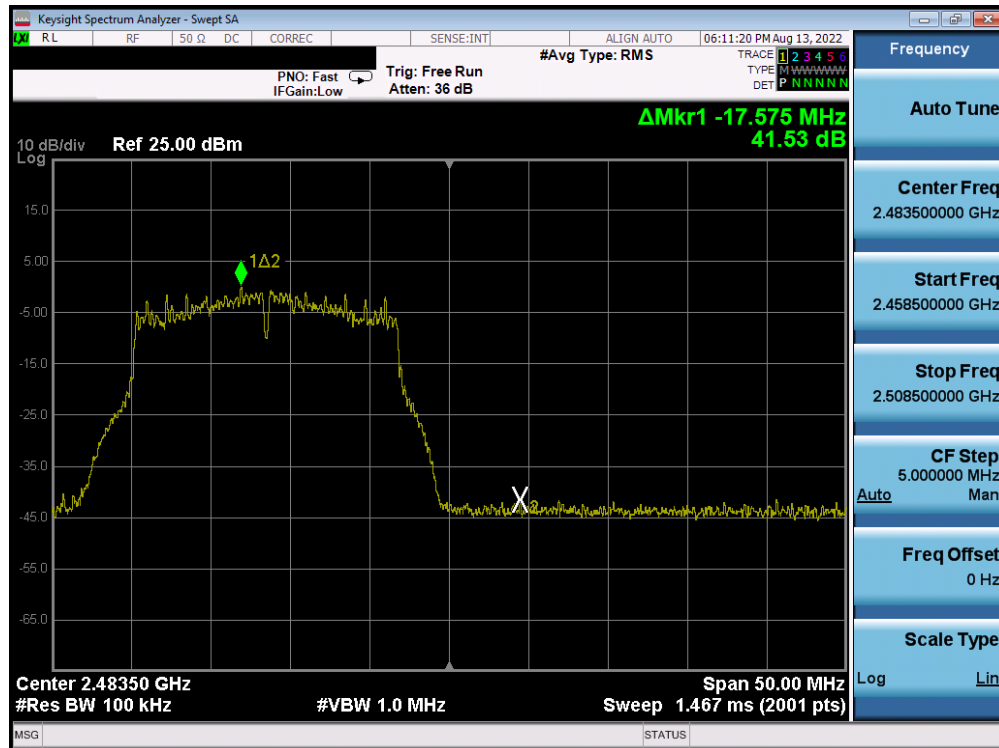 Keysight Spectrum Analyzer - Swept SA
LXI RL RF 50 Ω DC CORREC SENSE:INT ALIGN AUTO 06:11:20 PM Aug 13, 2022
#Avg Type: RMS TRACE 1 2 3 4 5 6
PNO: Fast Trig: Free Run TYPE M W W W W W
IFGain:Low Atten: 36 dB DET P N N N N N
ΔMkr1 -17.575 MHz
41.53 dB
10 dB/div Ref 25.00 dBm
Log
15.0
5.00
1Δ2
-5.00
-15.0
-25.0
-35.0
X2
-45.0
-55.0
-65.0
Center 2.48350 GHz Span 50.00 MHz
#Res BW 100 kHz #VBW 1.0 MHz Sweep 1.467 ms (2001 pts)
MSG STATUS
Frequency
Auto Tune
Center Freq
2.483500000 GHz
Start Freq
2.458500000 GHz
Stop Freq
2.508500000 GHz
CF Step
5.000000 MHz
Auto Man
Freq Offset
0 Hz
Scale Type
Log Lin